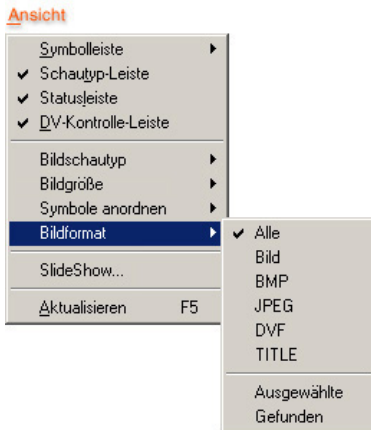 Ansicht
Symbolleiste
Schautyp-Leiste
Statusleiste
DV-Kontrolle-Leiste
Bildschautyp
Bildgröße
Symbole anordnen
Bildformat
SlideShow...
Aktualisieren F5
Alle
Bild
BMP
JPEG
DVF
TITLE
Ausgewählte
Gefunden